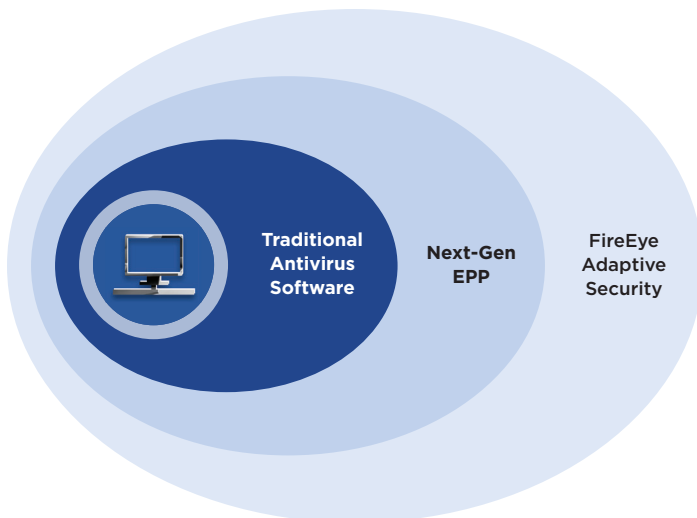 Traditional
Antivirus
Software
Next-Gen
EPP
FireEye
Adaptive
Security